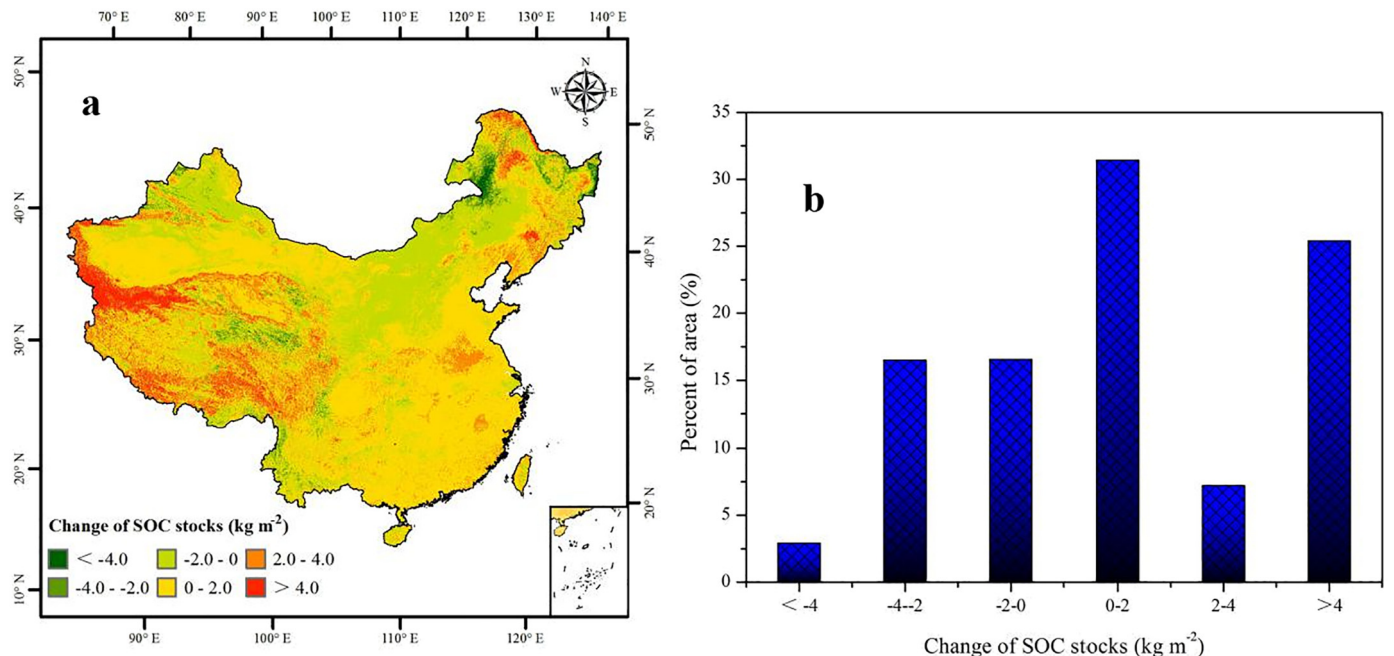 70° E 80° E 90° E 100° E 110° E 120° E 130° E 140° E
50° N
40° N
30° N
20° N
10° N
a
N
W E
S
50° N
40° N
30° N
20° N
Change of SOC stocks (kg m-2)
< -4.0 -2.0 - 0 2.0 - 4.0
-4.0 - -2.0 0 - 2.0 > 4.0
90° E 100° E 110° E 120° E
b
Percent of area (%)
35
30
25
20
15
10
5
0
< -4 -4--2 -2-0 0-2 2-4 >4
Change of SOC stocks (kg m-2)